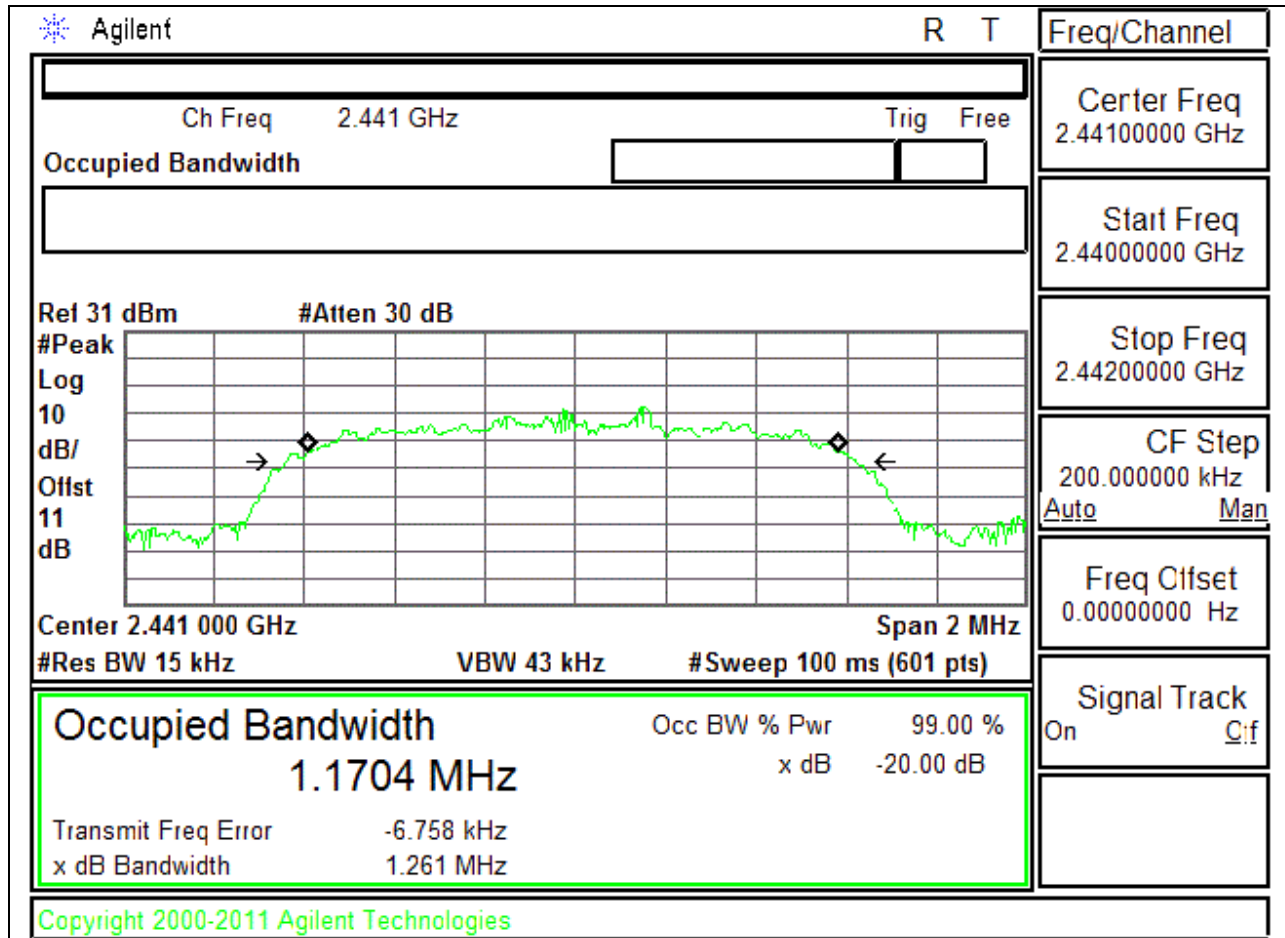 Agilent R T
Ch Freq 2.441 GHz Trig Free
Occupied Bandwidth
Ref 31 dBm #Atten 30 dB
#Peak
Log
10
dB/
Offst
11
dB
Center 2.441 000 GHz Span 2 MHz
#Res BW 15 kHz VBW 43 kHz #Sweep 100 ms (601 pts)
Occupied Bandwidth
1.1704 MHz
Occ BW % Pwr 99.00 %
x dB -20.00 dB
Transmit Freq Error -6.758 kHz
x dB Bandwidth 1.261 MHz
Copyright 2000-2011 Agilent Technologies
Freq/Channel
Center Freq
2.44100000 GHz
Start Freq
2.44000000 GHz
Stop Freq
2.44200000 GHz
CF Step
200.000000 kHz
Auto Man
Freq Offset
0.00000000 Hz
Signal Track
On Off